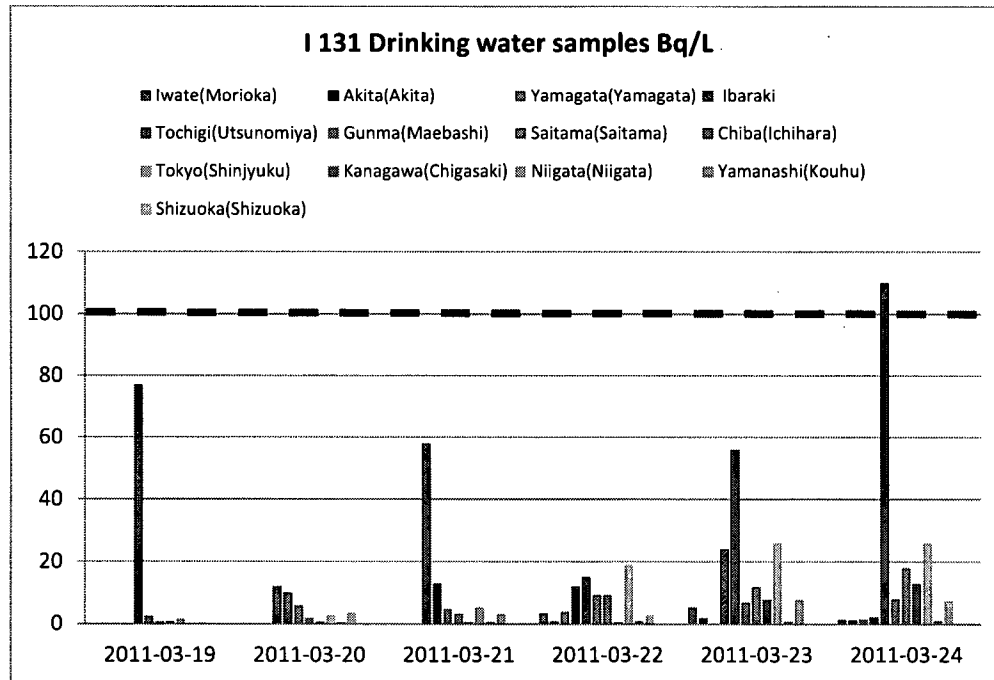 I 131 Drinking water samples Bq/L
Iwate(Morioka) Akita(Akita) Yamagata(Yamagata) Ibaraki
Tochigi(Utsunomiya) Gunma(Maebashi) Saitama(Saitama) Chiba(Ichihara)
Tokyo(Shinjyuku) Kanagawa(Chigasaki) Niigata(Niigata) Yamanashi(Kouhu)
Shizuoka(Shizuoka)
120
100
80
60
40
20
0
2011-03-19 2011-03-20 2011-03-21 2011-03-22 2011-03-23 2011-03-24